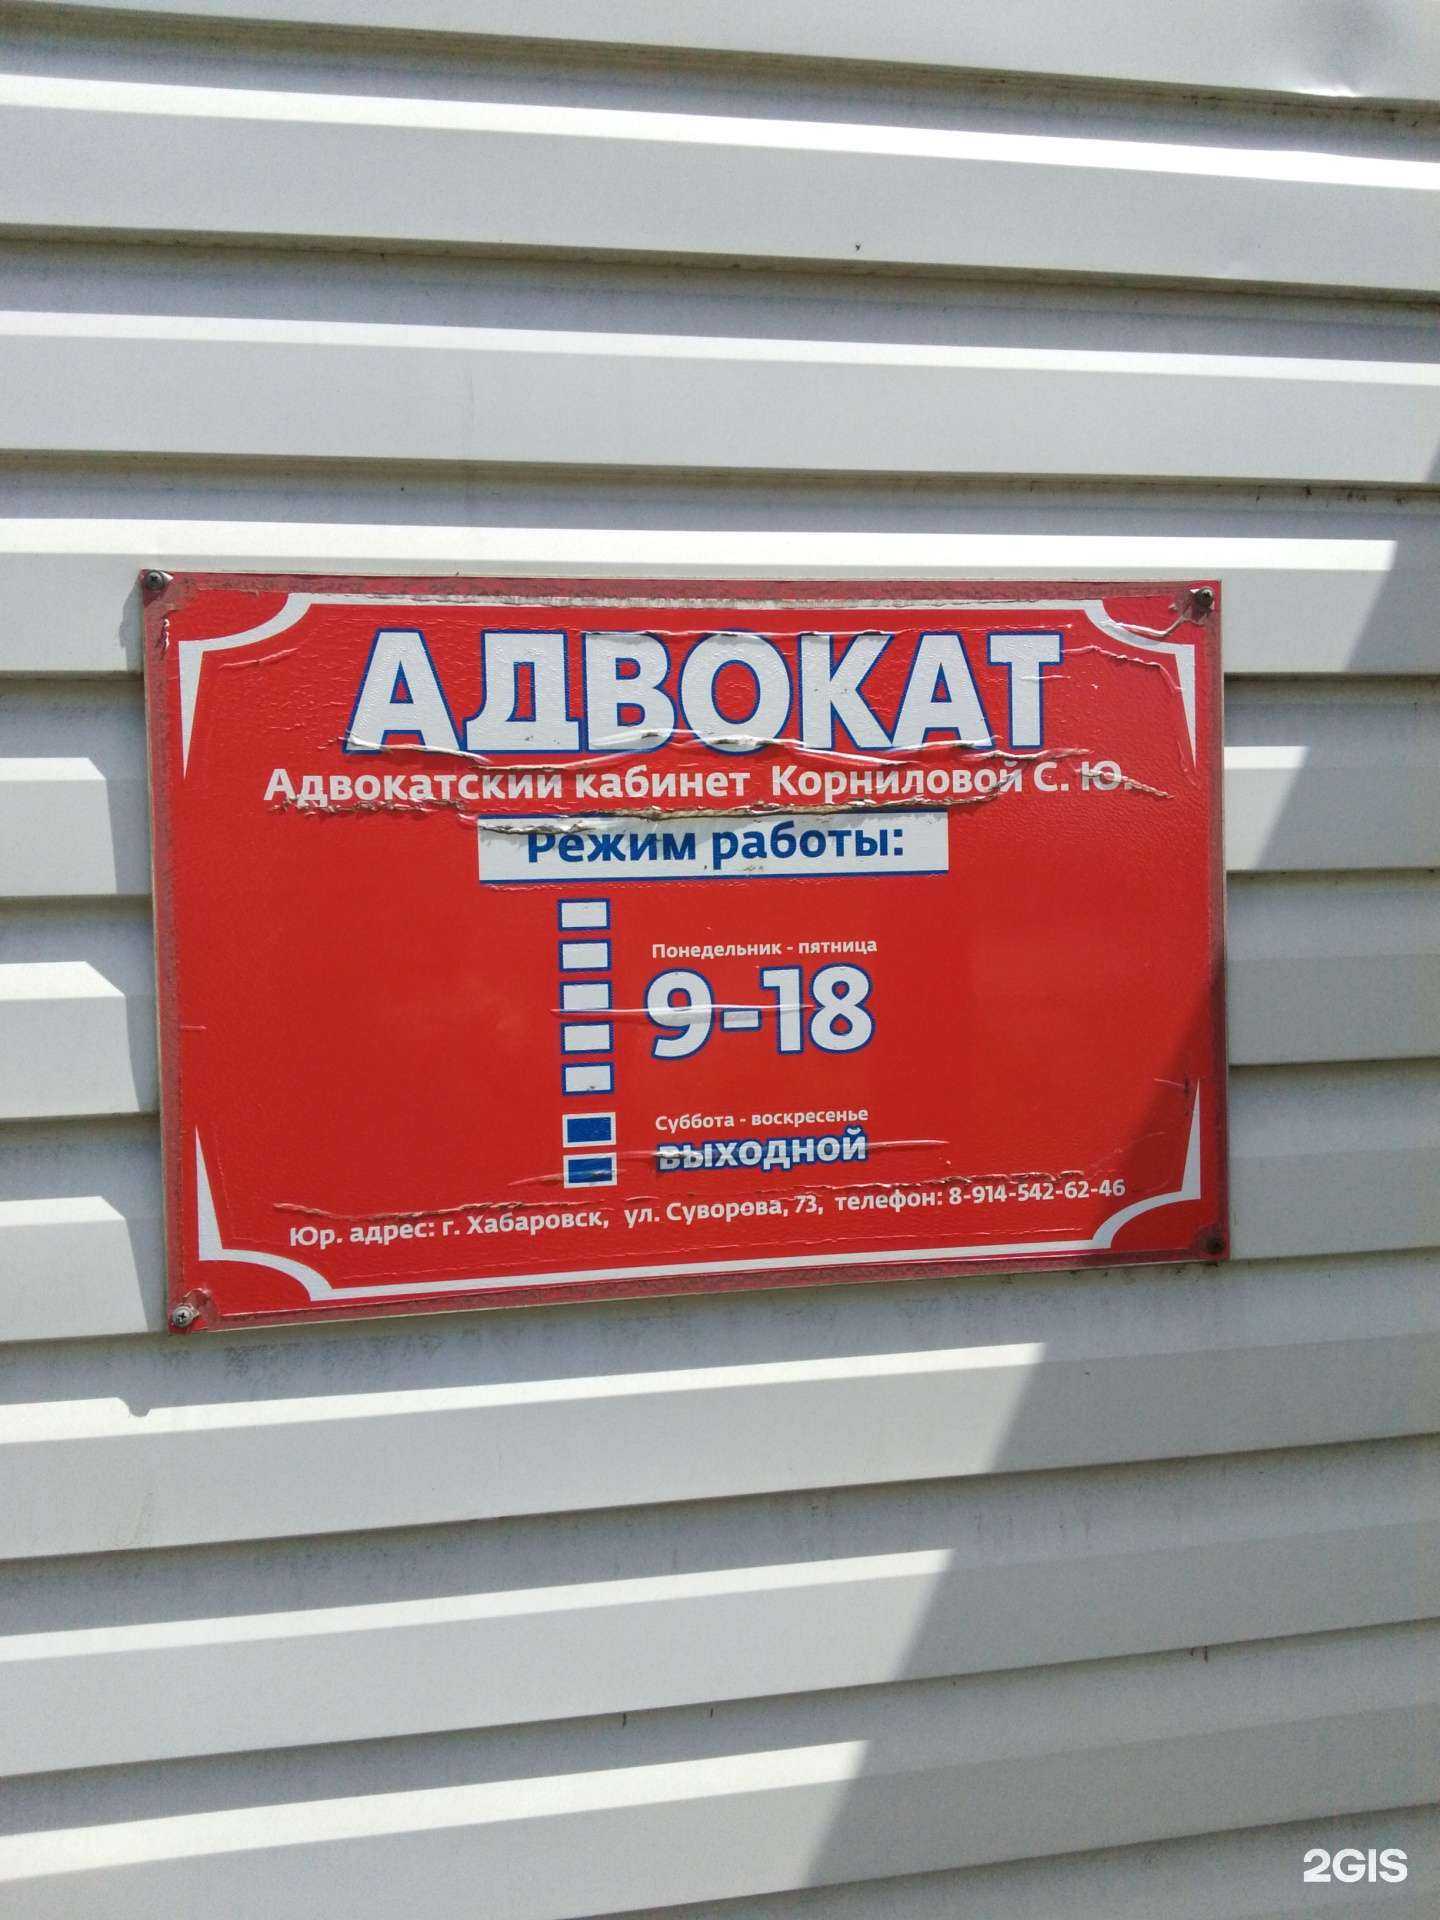 АДВОКАТ
Адвокатский кабинет Корниловой С. Ю.
Режим работы:
Понедельник - пятница
9-18
Суббота - воскресенье
выходной
Юр. адрес: г. Хабаровск, ул. Суворова, 73, телефон: 8-914-542-62-46
2GIS